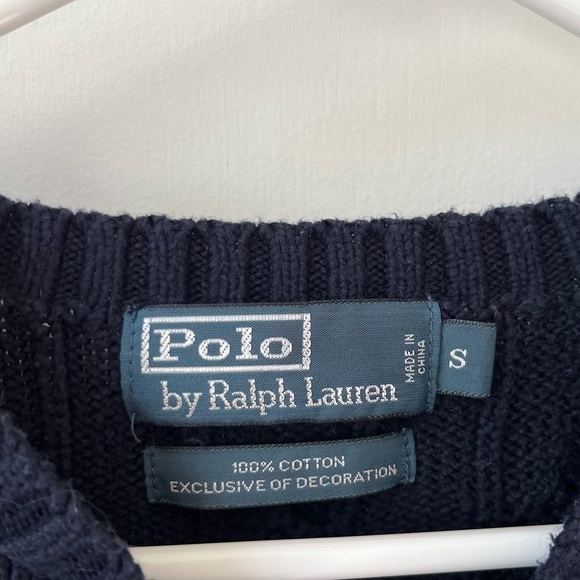 Polo
by Ralph Lauren
MADE IN
CHINA
S
100% COTTON
EXCLUSIVE OF DECORATION